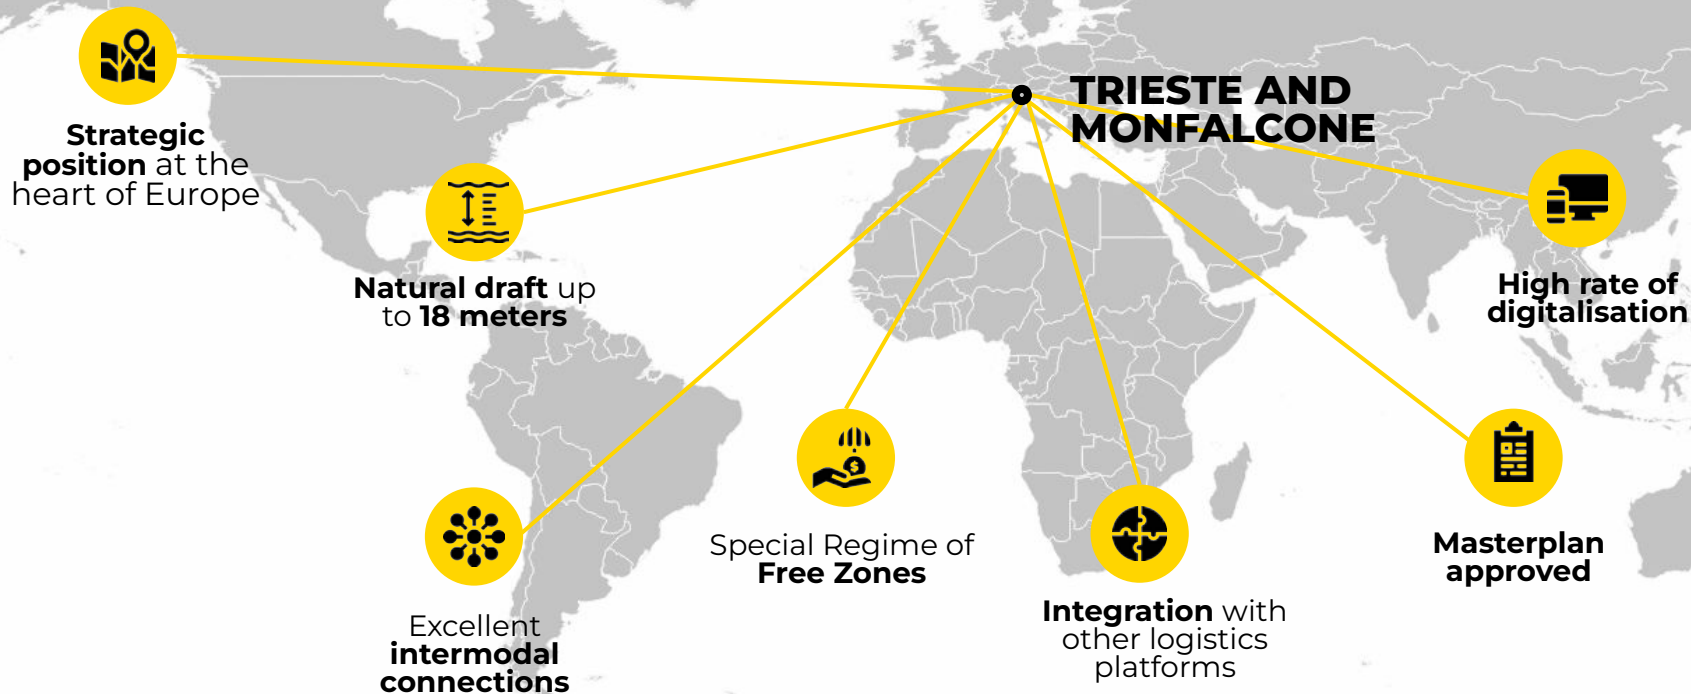 TRIESTE AND
MONFALCONE
Strategic
position at the
heart of Europe
Natural draft up
to 18 meters
Excellent
intermodal
connections
Special Regime of
Free Zones
Integration with
other logistics
platforms
Masterplan
approved
High rate of
digitalisation